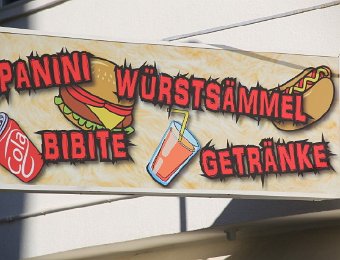 PANINI WÜRSTSÄMMEL
BIBITE GETRÄNKE
Cola